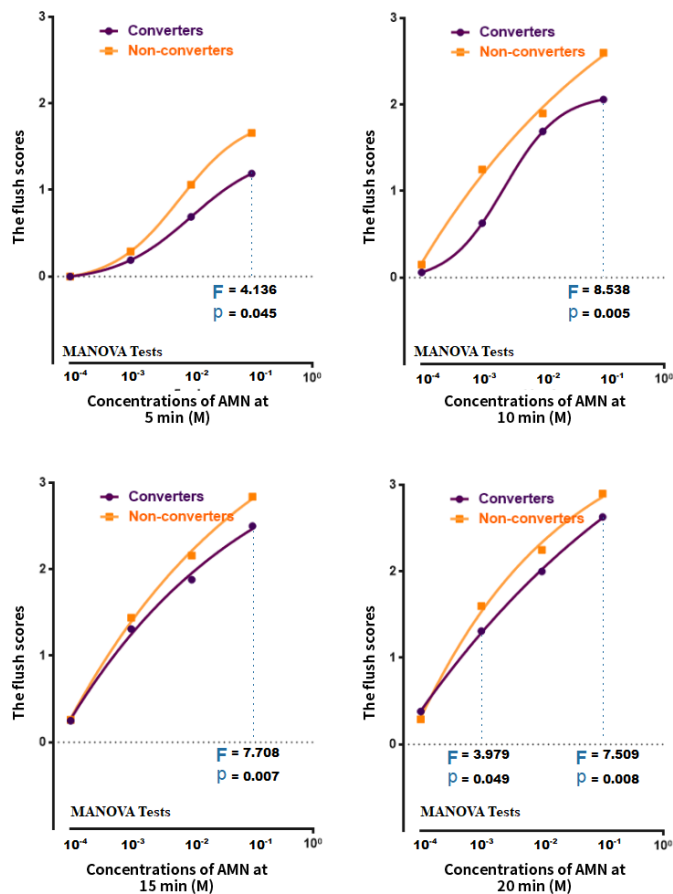 3
2
1
0
The flush scores
Converters
Non-converters
F = 4.136
p = 0.045
MANOVA Tests
10⁻⁴ 10⁻³ 10⁻² 10⁻¹ 10⁰
Concentrations of AMN at
5 min (M)
3
2
1
0
The flush scores
Converters
Non-converters
F = 8.538
p = 0.005
MANOVA Tests
10⁻⁴ 10⁻³ 10⁻² 10⁻¹ 10⁰
Concentrations of AMN at
10 min (M)
3
2
1
0
The flush scores
Converters
Non-converters
F = 7.708
p = 0.007
MANOVA Tests
10⁻⁴ 10⁻³ 10⁻² 10⁻¹ 10⁰
Concentrations of AMN at
15 min (M)
3
2
1
0
The flush scores
Converters
Non-converters
F = 3.979
p = 0.049
F = 7.509
p = 0.008
MANOVA Tests
10⁻⁴ 10⁻³ 10⁻² 10⁻¹ 10⁰
Concentrations of AMN at
20 min (M)